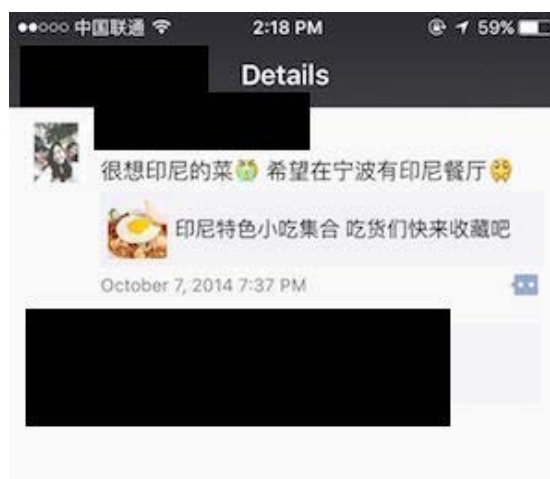 中国联通 2:18 PM 59%
Details
很想印尼的菜 希望在宁波有印尼餐厅
印尼特色小吃集合 吃货们快来收藏吧
October 7, 2014 7:37 PM